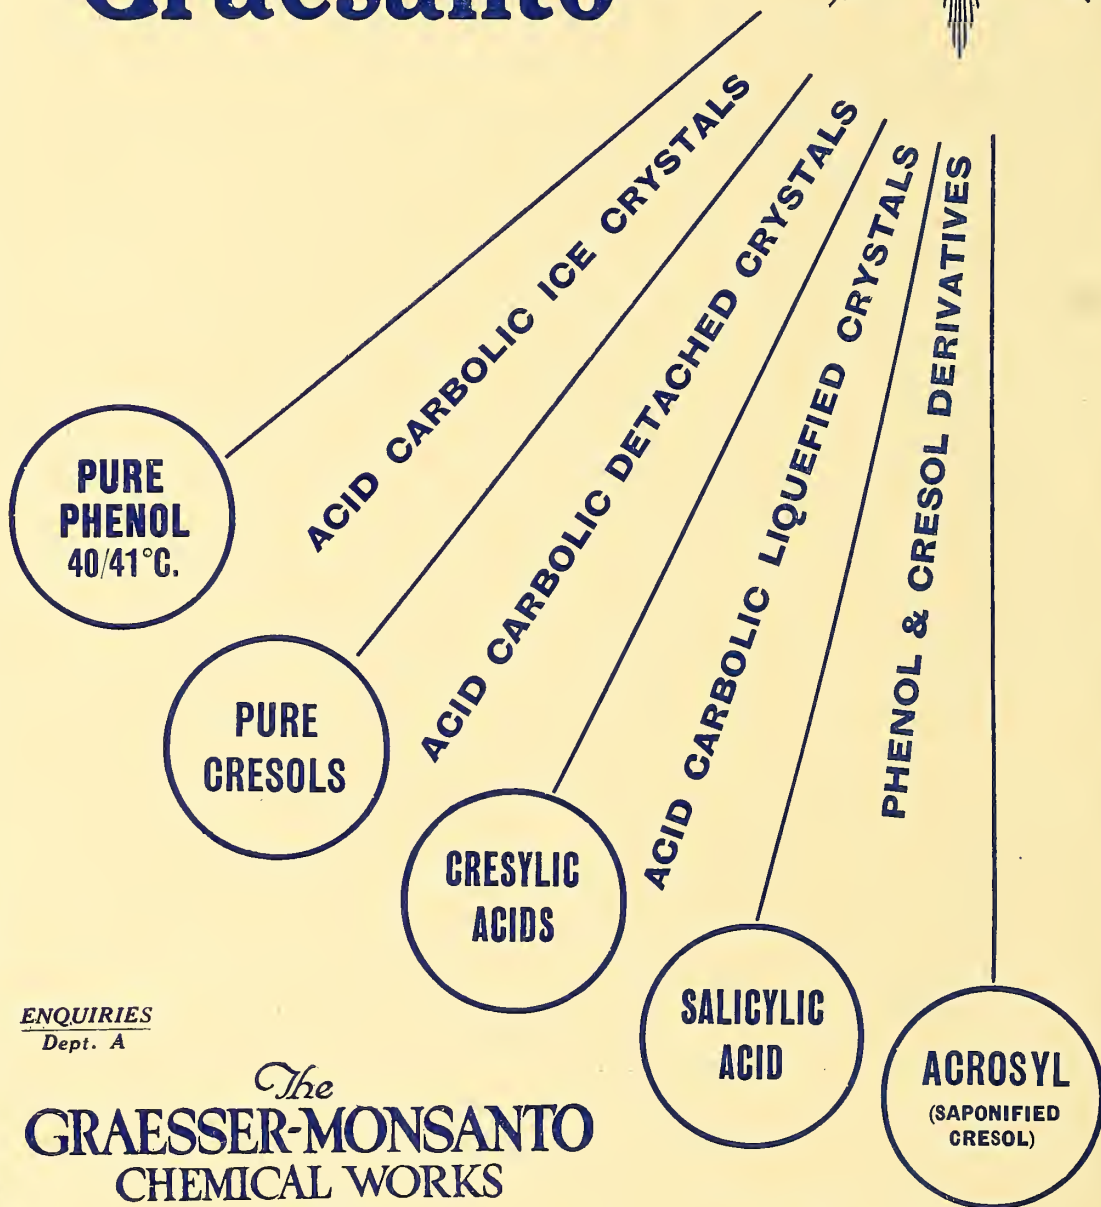 Graesanto
ACID CARBOLIC ICE CRYSTALS
ACID CARBOLIC DETACHED CRYSTALS
ACID CARBOLIC LIQUEFIED CRYSTALS
PHENOL & CRESOL DERIVATIVES
PURE
PHENOL
40/41°C.
PURE
CRESOLS
CRESYLIC
ACIDS
SALICYLIC
ACID
ACROSYL
(SAPONIFIED
CRESOL)
ENQUIRIES
Dept. A
The
GRAESSER-MONSANTO
CHEMICAL WORKS